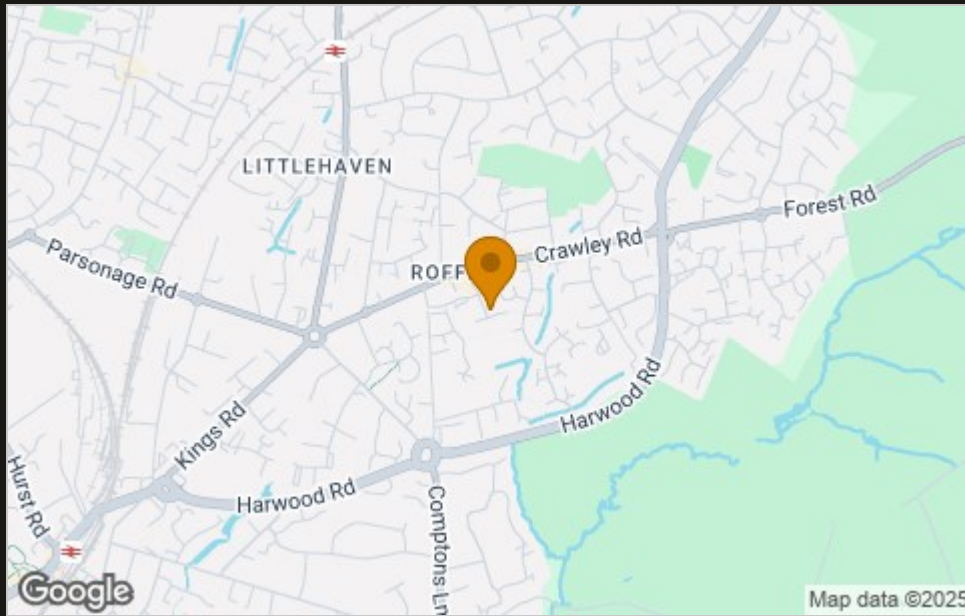 LITTLEHAVEN
Forest Rd
Crawley Rd
Parsonage Rd
ROFF
Harwood Rd
Kings Rd
Harwood Rd
Hurst Rd
Comptons Ln
Google
Map data ©2025